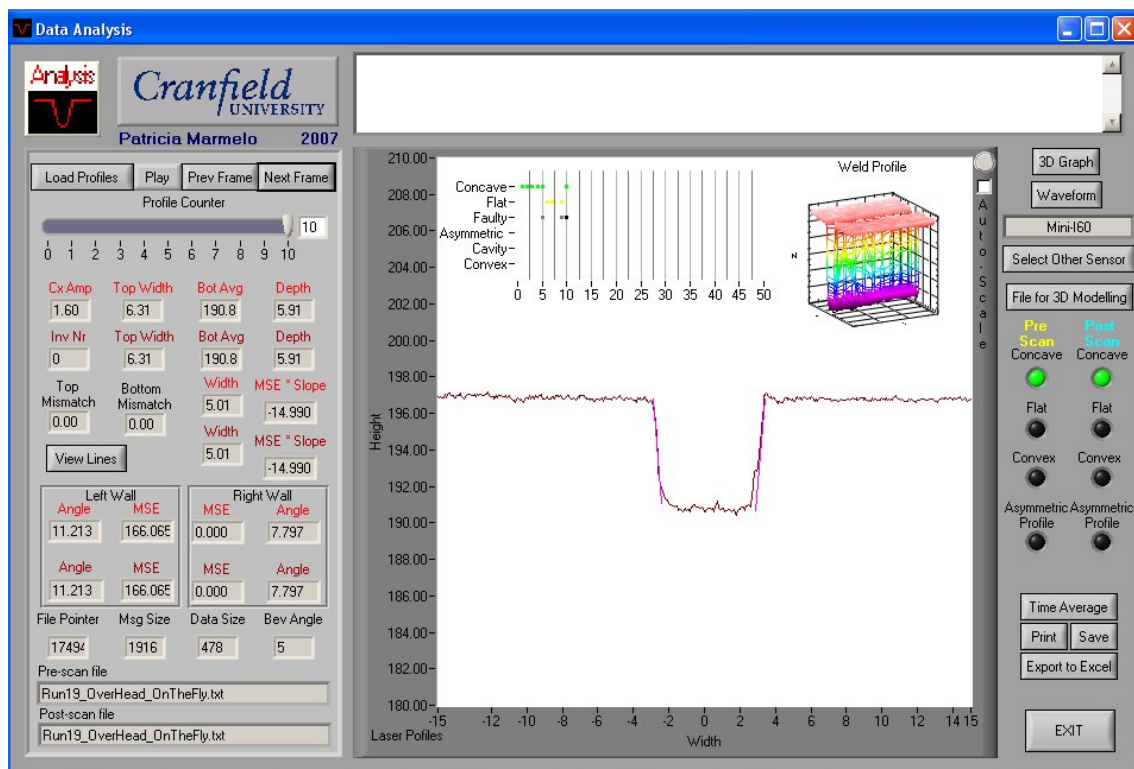 Data Analysis
Analysis
Cranfield
UNIVERSITY
Patricia Marmelo 2007
Load Profiles Play Prev Frame Next Frame
Profile Counter
10
0 1 2 3 4 5 6 7 8 9 10
Cx Amp Top Width Bot Avg Depth
1.60 6.31 190.8 5.91
Inv Nr Top Width Bot Avg Depth
0 6.31 190.8 5.91
Top Mismatch Bottom Mismatch Width MSE * Slope
0.00 0.00 5.01 -14.990
Width MSE * Slope
5.01 -14.990
View Lines
Left Wall Right Wall
Angle MSE MSE Angle
11.213 166.065 0.000 7.797
Angle MSE MSE Angle
11.213 166.065 0.000 7.797
File Pointer Msg Size Data Size Bev Angle
17494 1916 478 5
Pre-scan file
Run19_OverHead_OnTheFly.txt
Post-scan file
Run19_OverHead_OnTheFly.txt
210.00
208.00
206.00
204.00
202.00
200.00
198.00
196.00
194.00
192.00
190.00
188.00
186.00
184.00
182.00
180.00
Height
-15 -14 -12 -10 -8 -6 -4 -2 0 2 4 6 8 10 12 14 15
Laser Pofiles
Width
Concave
Flat
Faulty
Asymmetric
Cavity
Convex
0 5 10 15 20 25 30 35 40 45 50
Weld Profile
z
Auto-Scale
3D Graph
Waveform
Mini-I60
Select Other Sensor
File for 3D Modelling
Pre Scan Post Scan
Concave Concave
Flat Flat
Convex Convex
Asymmetric Profile Asymmetric Profile
Time Average
Print Save
Export to Excel
EXIT